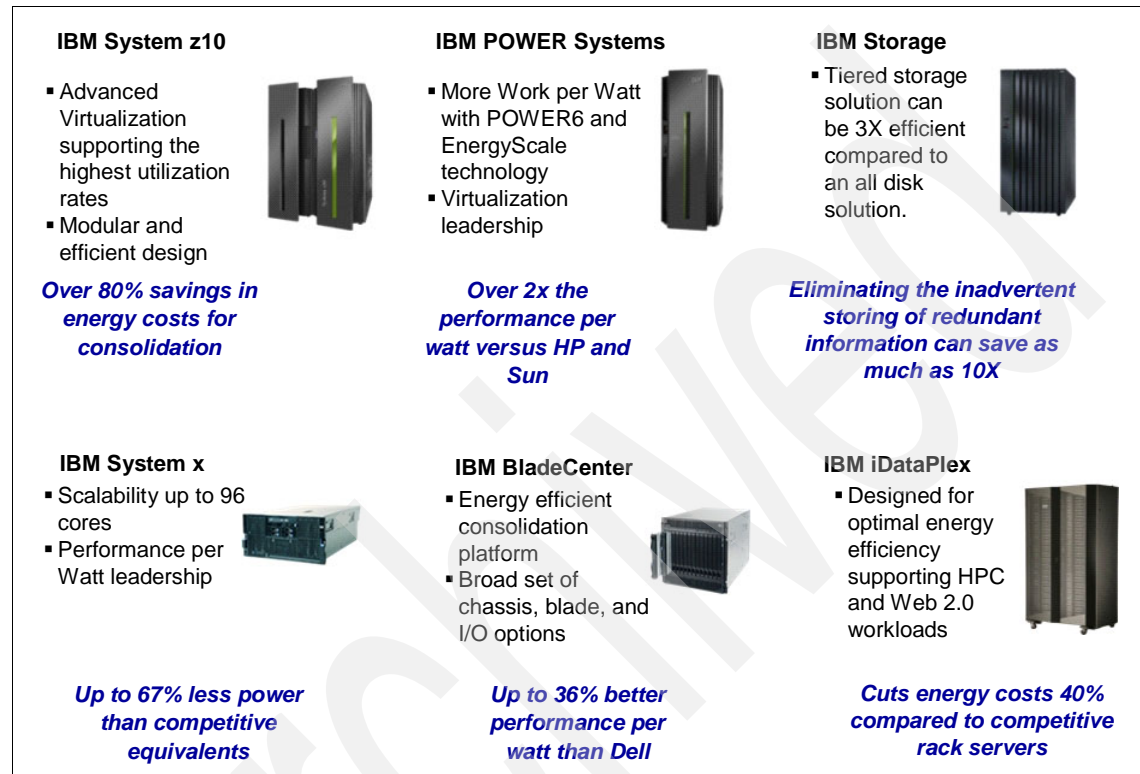 IBM System z10
▪ Advanced
Virtualization
supporting the
highest utilization
rates
▪ Modular and
efficient design
Over 80% savings in
energy costs for
consolidation
IBM POWER Systems
▪ More Work per Watt
with POWER6 and
EnergyScale
technology
▪ Virtualization
leadership
Over 2x the
performance per
watt versus HP and
Sun
IBM Storage
▪ Tiered storage
solution can
be 3X efficient
compared to
an all disk
solution.
Eliminating the inadvertent
storing of redundant
information can save as
much as 10X
IBM System x
▪ Scalability up to 96
cores
▪ Performance per
Watt leadership
Up to 67% less power
than competitive
equivalents
IBM BladeCenter
▪ Energy efficient
consolidation
platform
▪ Broad set of
chassis, blade, and
I/O options
Up to 36% better
performance per
watt than Dell
IBM iDataPlex
▪ Designed for
optimal energy
efficiency
supporting HPC
and Web 2.0
workloads
Cuts energy costs 40%
compared to competitive
rack servers